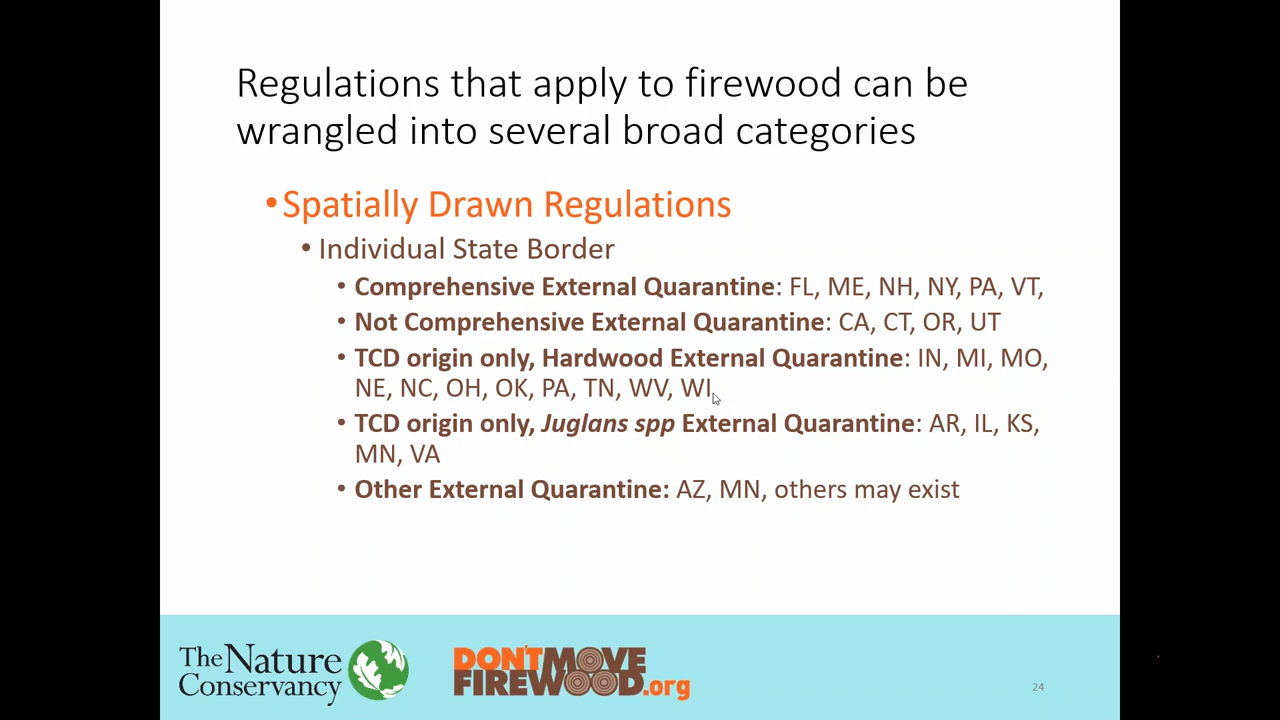 Regulations that apply to firewood can be
wrangled into several broad categories
•Spatially Drawn Regulations
• Individual State Border
• Comprehensive External Quarantine: FL, ME, NH, NY, PA, VT,
• Not Comprehensive External Quarantine: CA, CT, OR, UT
• TCD origin only, Hardwood External Quarantine: IN, MI, MO,
NE, NC, OH, OK, PA, TN, WV, WI
• TCD origin only, Juglans spp External Quarantine: AR, IL, KS,
MN, VA
• Other External Quarantine: AZ, MN, others may exist
The Nature
Conservancy
DON'T MOVE
FIREWOOD.org
24